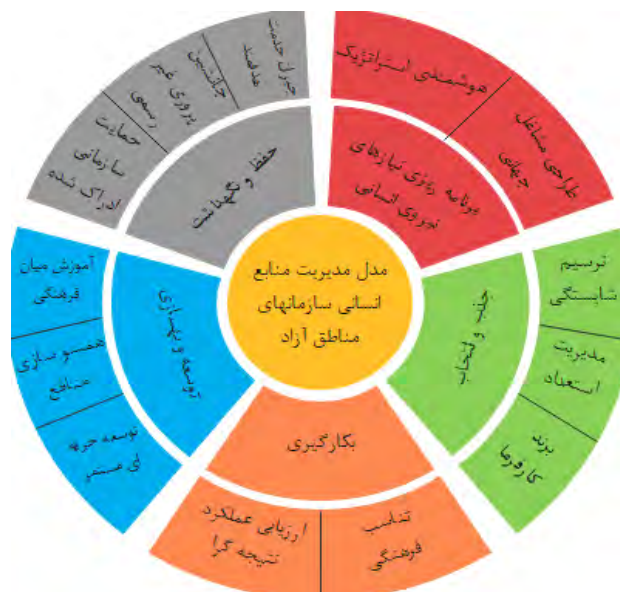 مدل مدیریت منابع
انسانی سازمانهای
مناطق آزاد
برنامه ریزی نیازهای
نیروی انسانی
هوشمندی استراتژیک
طراحی مشاغل
جهانی
جذب و انتخاب
ترسیم
شایستگی
مدیریت
استعداد
برند
کارفرما
بکارگیری
تناسب
فرهنگی
ارزیابی عملکرد
نتیجه گرا
توسعه و بهسازی
آموزش میان
فرهنگی
همسو سازی
منافع
توسعه حرفه
ای مستمر
حفظ و نگهداشت
حمایت
سازمانی
ادراک شده
جانشین
پروری غیر
رسمی
جبران خدمت
هدفمند